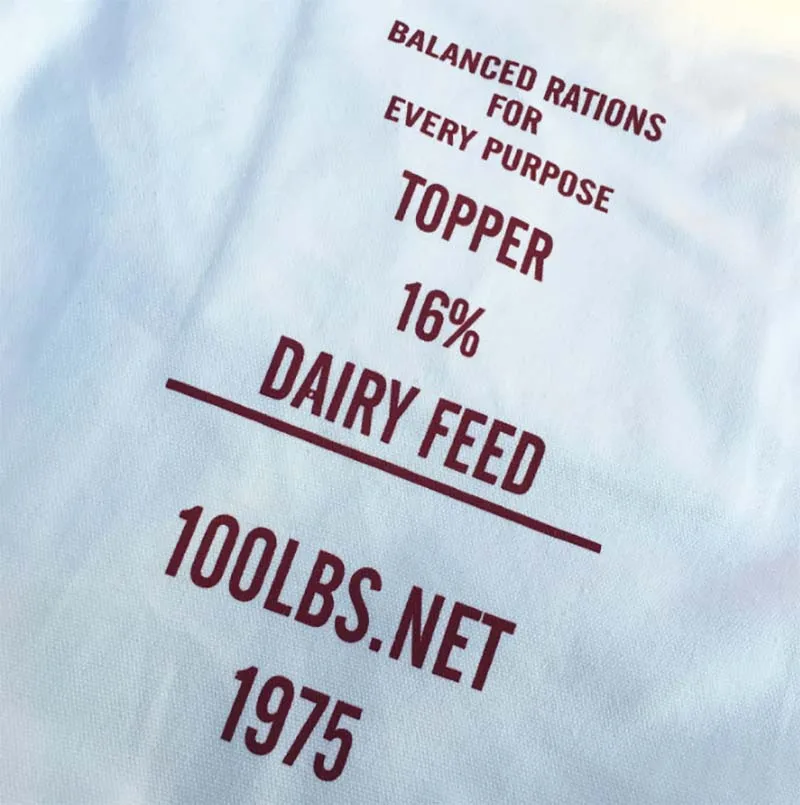 BALANCED RATIONS
FOR
EVERY PURPOSE
TOPPER
16%
DAIRY FEED
100LBS.NET
1975